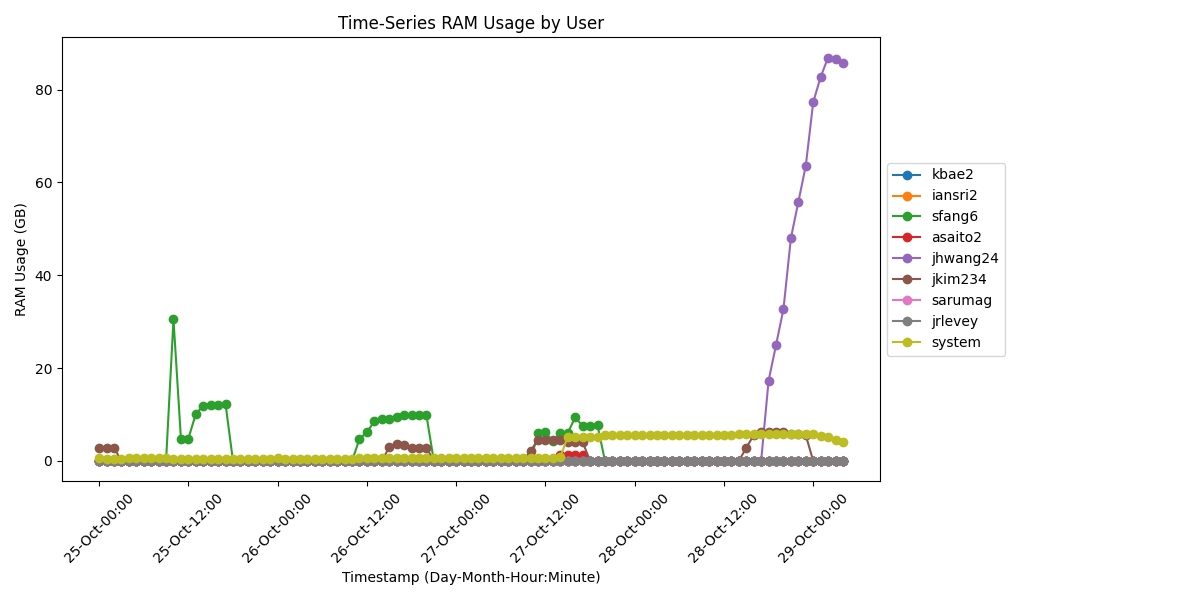 Time-Series RAM Usage by User
RAM Usage (GB)
80
60
40
20
0
25-Oct-00:00
25-Oct-12:00
26-Oct-00:00
26-Oct-12:00
27-Oct-00:00
27-Oct-12:00
28-Oct-00:00
28-Oct-12:00
29-Oct-00:00
Timestamp (Day-Month-Hour:Minute)
kbae2
iansri2
sfang6
asaito2
jhwang24
jkim234
sarumag
jrlevey
system